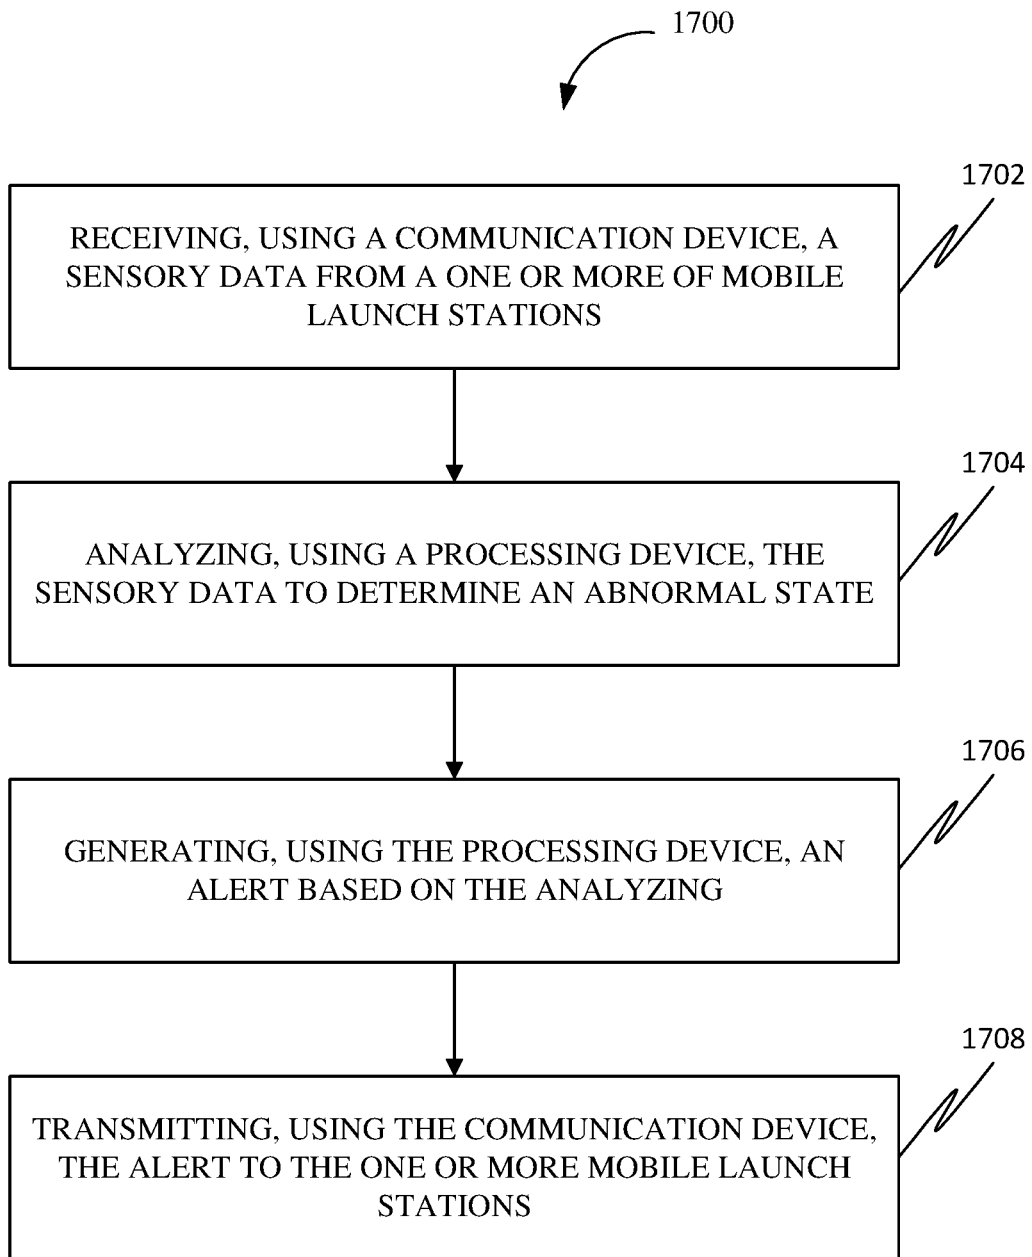 1700
1702
RECEIVING, USING A COMMUNICATION DEVICE, A
SENSORY DATA FROM A ONE OR MORE OF MOBILE
LAUNCH STATIONS
1704
ANALYZING, USING A PROCESSING DEVICE, THE
SENSORY DATA TO DETERMINE AN ABNORMAL STATE
1706
GENERATING, USING THE PROCESSING DEVICE, AN
ALERT BASED ON THE ANALYZING
1708
TRANSMITTING, USING THE COMMUNICATION DEVICE,
THE ALERT TO THE ONE OR MORE MOBILE LAUNCH
STATIONS